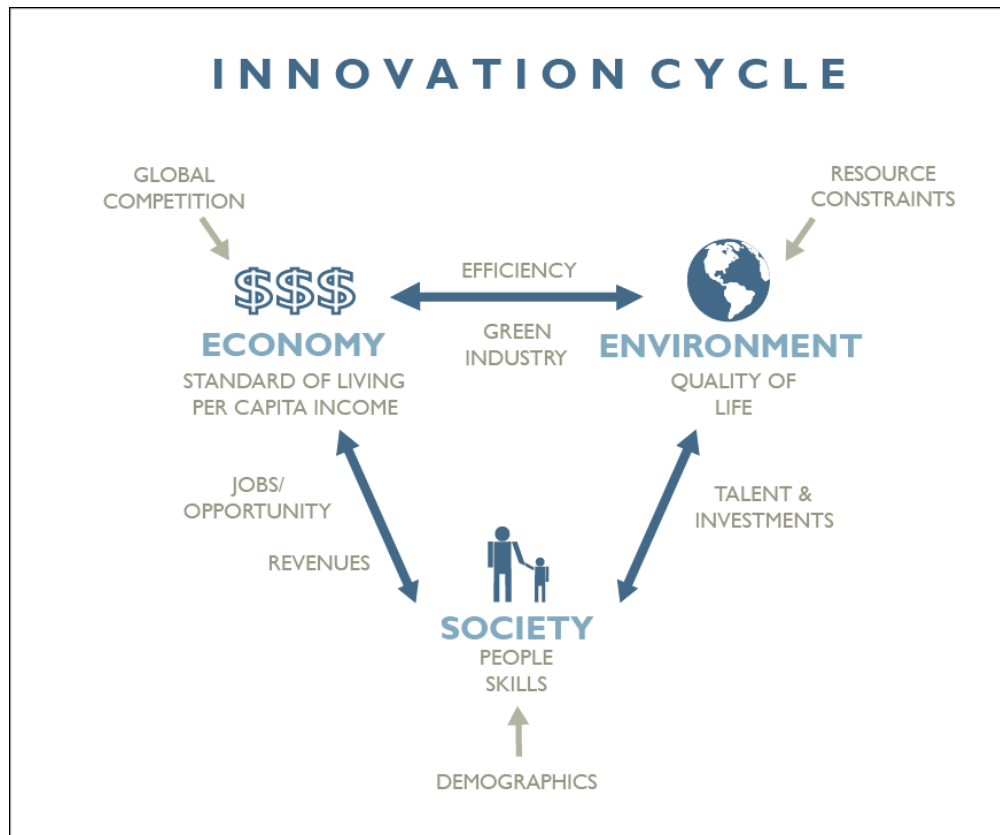 INNOVATION CYCLE
GLOBAL
COMPETITION
RESOURCE
CONSTRAINTS
$$$
EFFICIENCY
GREEN
INDUSTRY
ECONOMY
STANDARD OF LIVING
PER CAPITA INCOME
ENVIRONMENT
QUALITY OF
LIFE
JOBS/
OPPORTUNITY
REVENUES
TALENT &
INVESTMENTS
SOCIETY
PEOPLE
SKILLS
DEMOGRAPHICS